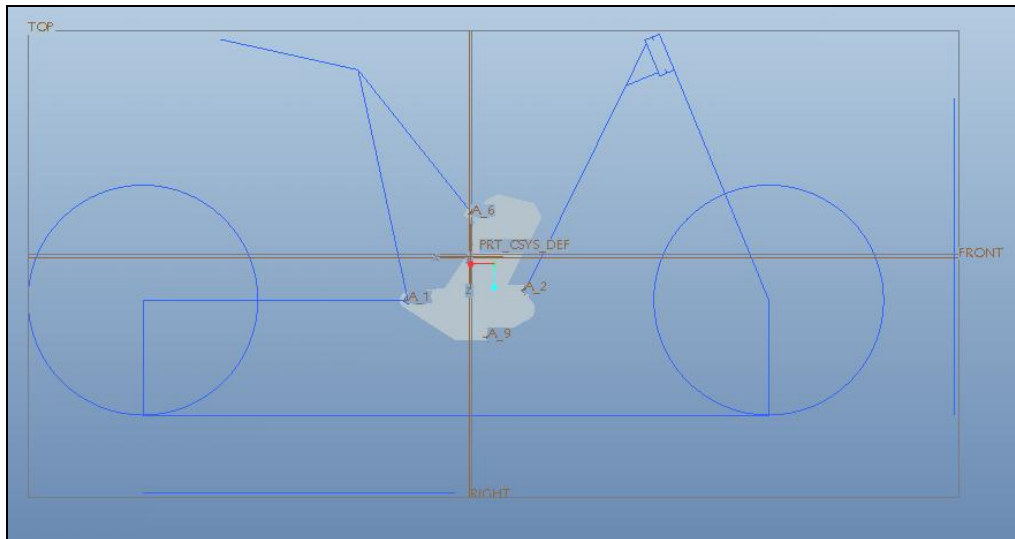 TOP
A_6
PRT_CSYS_DEF
FRONT
A_1
A_2
A_9
RIGHT